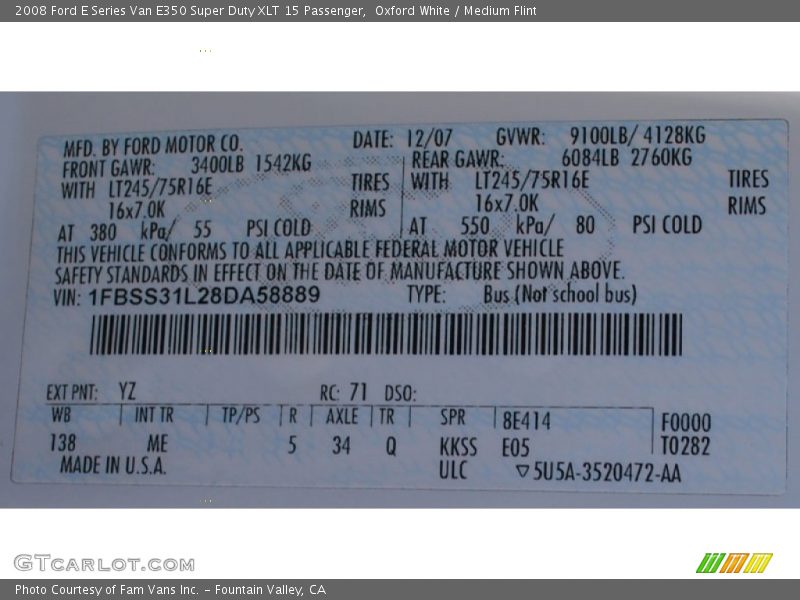 2008 Ford E Series Van E350 Super Duty XLT 15 Passenger, Oxford White / Medium Flint
MFD. BY FORD MOTOR CO. DATE: 12/07 GVWR: 9100LB/ 4128KG
FRONT GAWR: 3400LB 1542KG REAR GAWR: 6084LB 2760KG
WITH LT245/75R16E TIRES WITH LT245/75R16E TIRES
16x7.0K RIMS 16x7.0K RIMS
AT 380 kPa/ 55 PSI COLD AT 550 kPa/ 80 PSI COLD
THIS VEHICLE CONFORMS TO ALL APPLICABLE FEDERAL MOTOR VEHICLE
SAFETY STANDARDS IN EFFECT ON THE DATE OF MANUFACTURE SHOWN ABOVE.
VIN: 1FBSS31L28DA58889 TYPE: Bus (Not school bus)
EXT PNT: YZ RC: 71 DSO:
WB INT TR TP/PS R AXLE TR SPR 8E414 F0000
138 ME 5 34 Q KKSS E05 T0282
MADE IN U.S.A. ULC ▽5U5A-3520472-AA
GTCARLOT.COM
Photo Courtesy of Fam Vans Inc. - Fountain Valley, CA